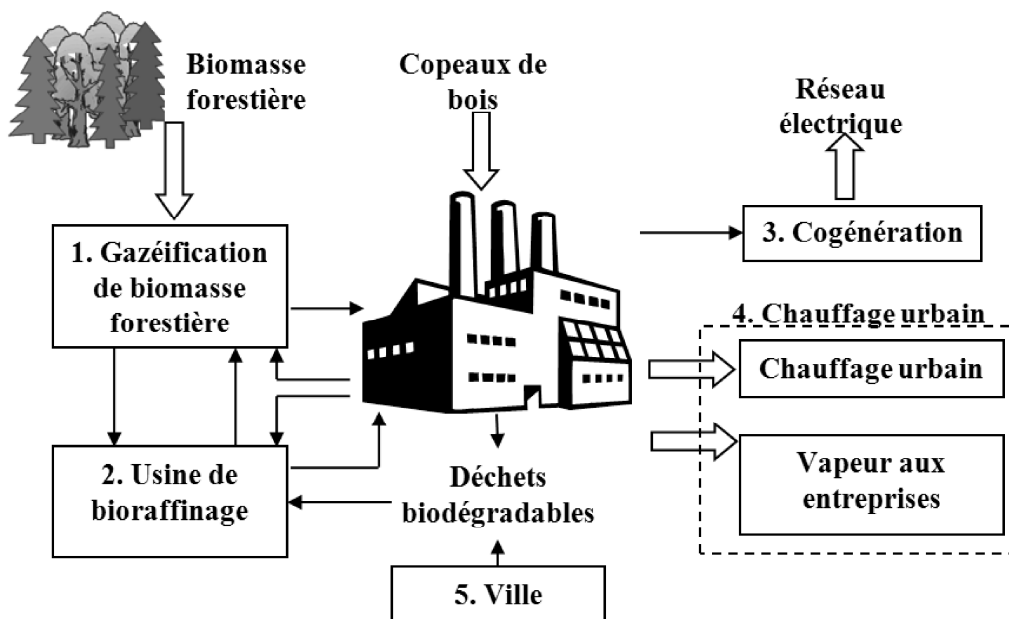 Biomasse
forestière
Copeaux de
bois
Réseau
électrique
1. Gazéification
de biomasse
forestière
3. Cogénération
4. Chauffage urbain
Chauffage urbain
2. Usine de
bioraffinage
Déchets
biodégradables
Vapeur aux
entreprises
5. Ville